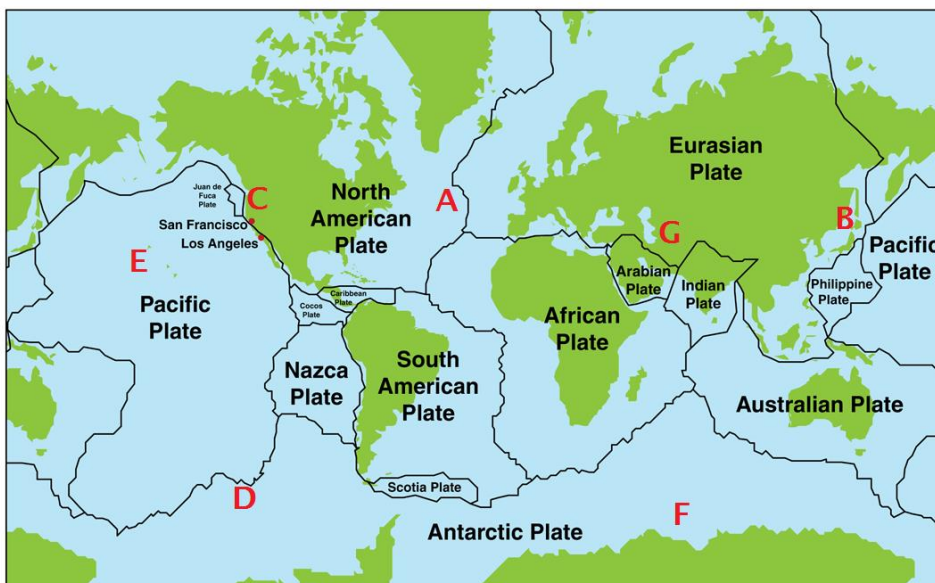 Eurasian
Plate
Juan de
Fuca
Plate
C
North
American
Plate
A
San Francisco
Los Angeles
B
G
E
Pacific
Plate
Arabian
Plate
Indian
Plate
Philippine
Plate
Pacific
Plate
Caribbean
Plate
Cocos
Plate
African
Plate
Nazca
Plate
South
American
Plate
Australian Plate
D
Scotia Plate
F
Antarctic Plate